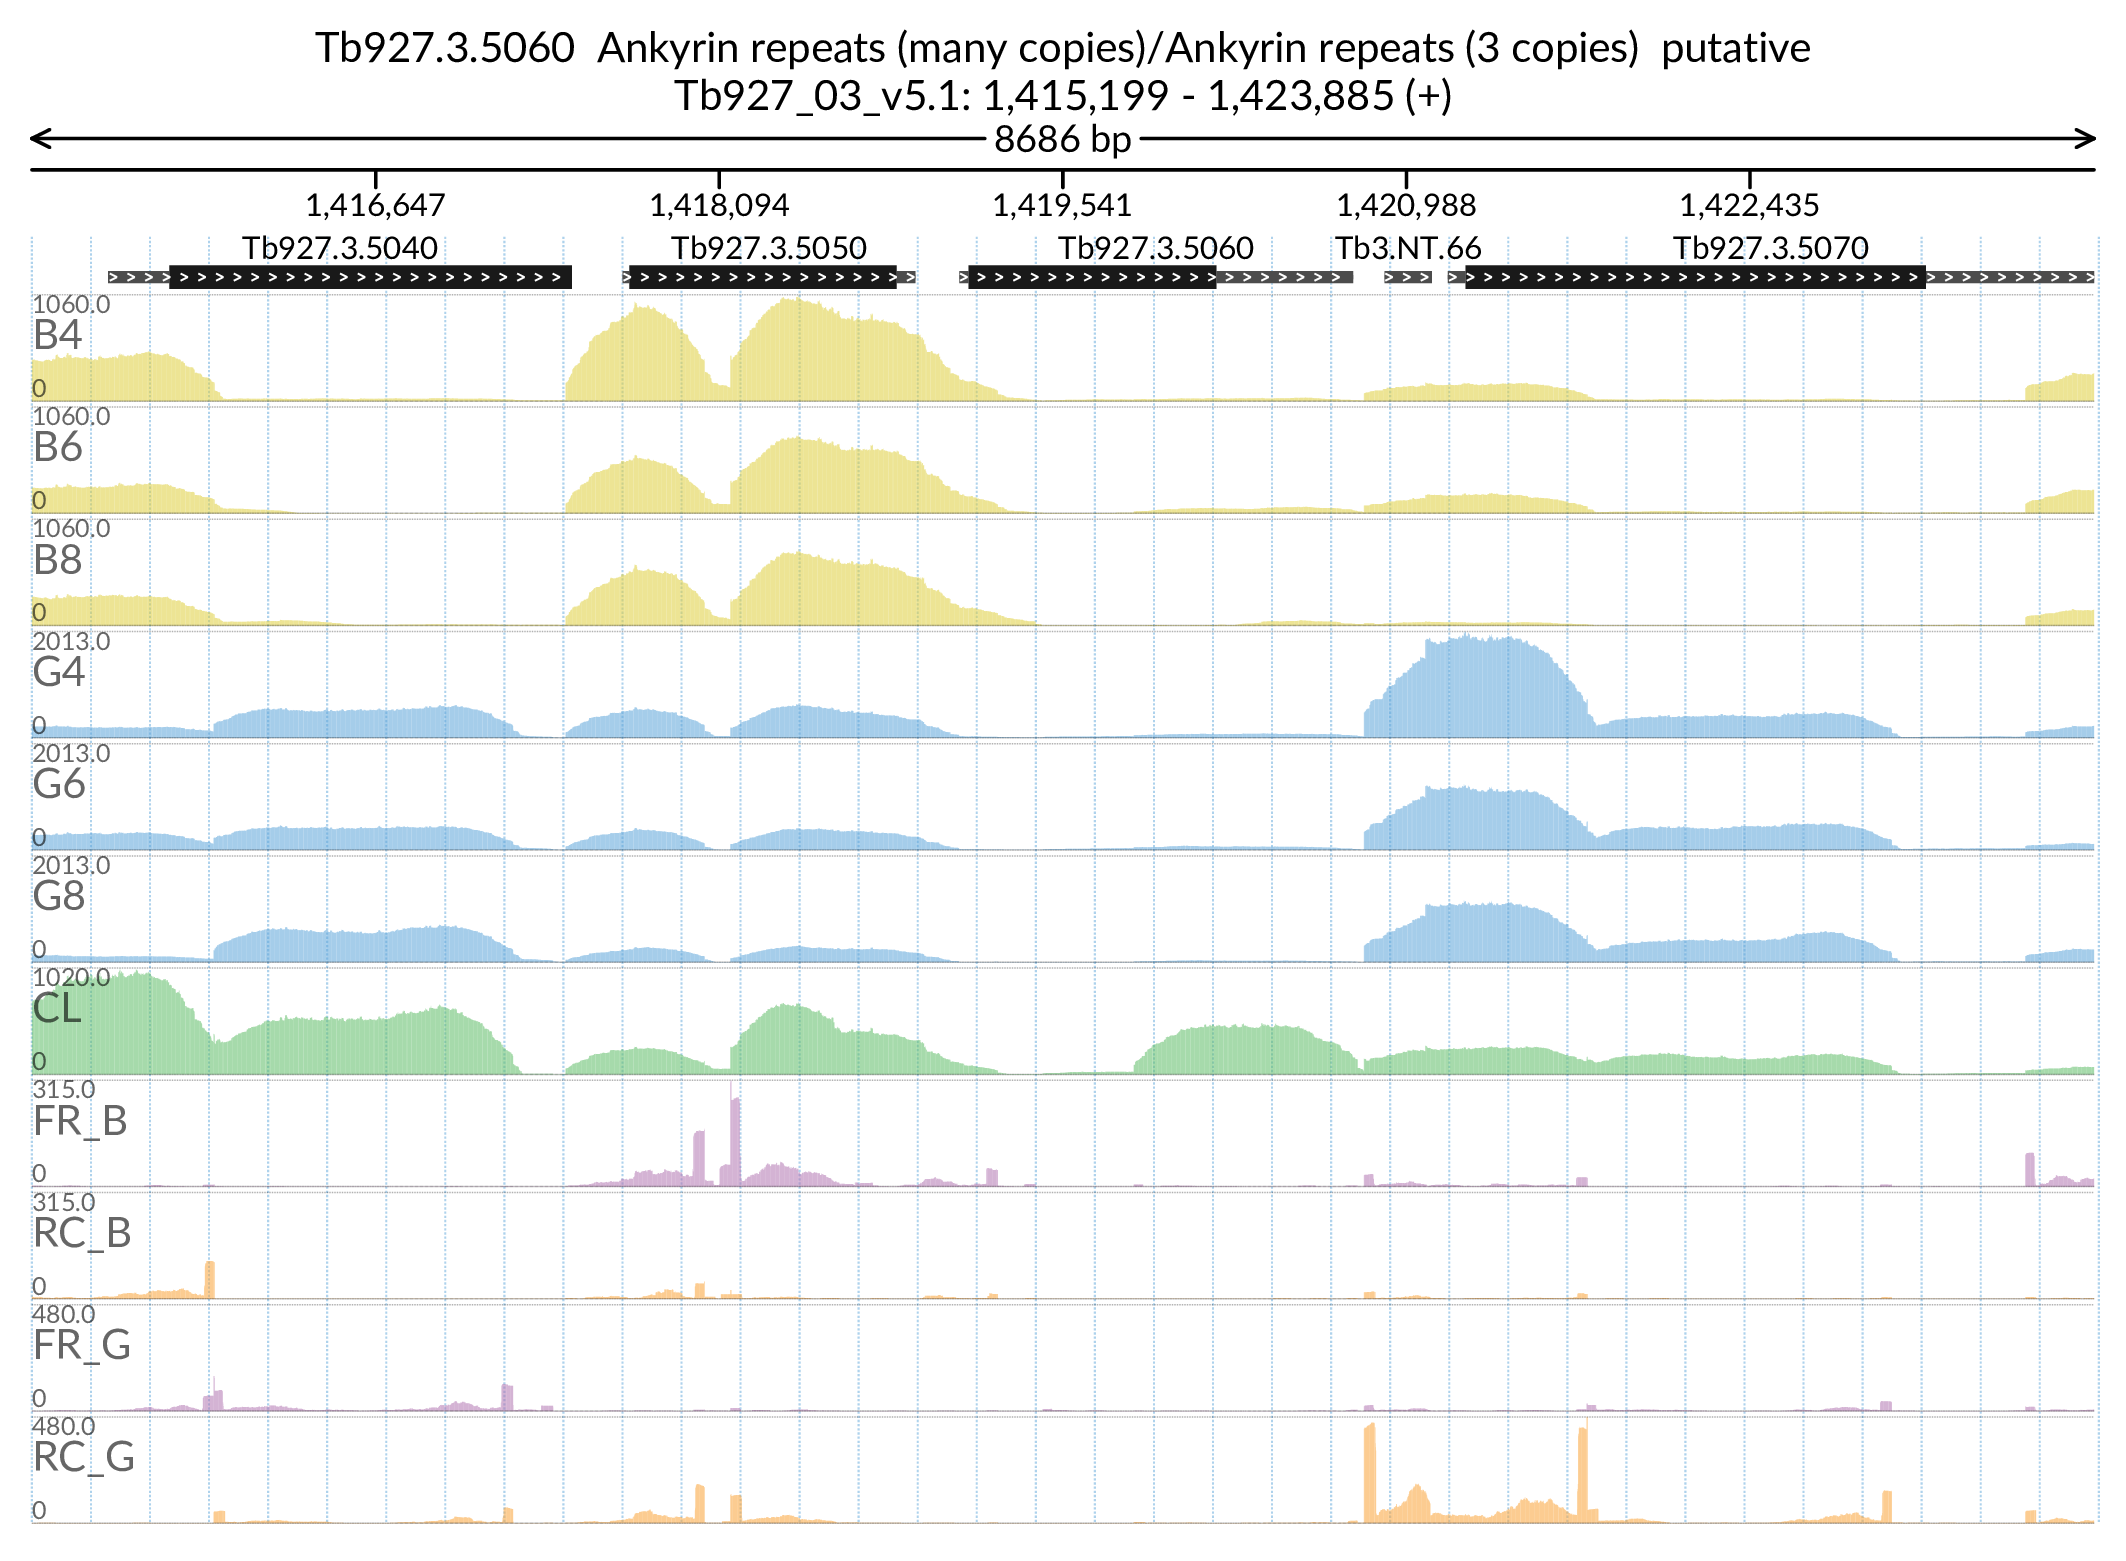 Tb927.3.5060  Ankyrin repeats (many copies)/Ankyrin repeats (3 copies)  putative
Tb927_03_v5.1: 1,415,199 - 1,423,885 (+)
8686 bp
1,416,647 1,418,094 1,419,541 1,420,988 1,422,435
Tb927.3.5040 Tb927.3.5050 Tb927.3.5060 Tb3.NT.66 Tb927.3.5070
1060.0
B4
0
1060.0
B6
0
1060.0
B8
0
2013.0
G4
0
2013.0
G6
0
2013.0
G8
0
1020.0
CL
0
315.0
FR_B
0
315.0
RC_B
0
480.0
FR_G
0
480.0
RC_G
0